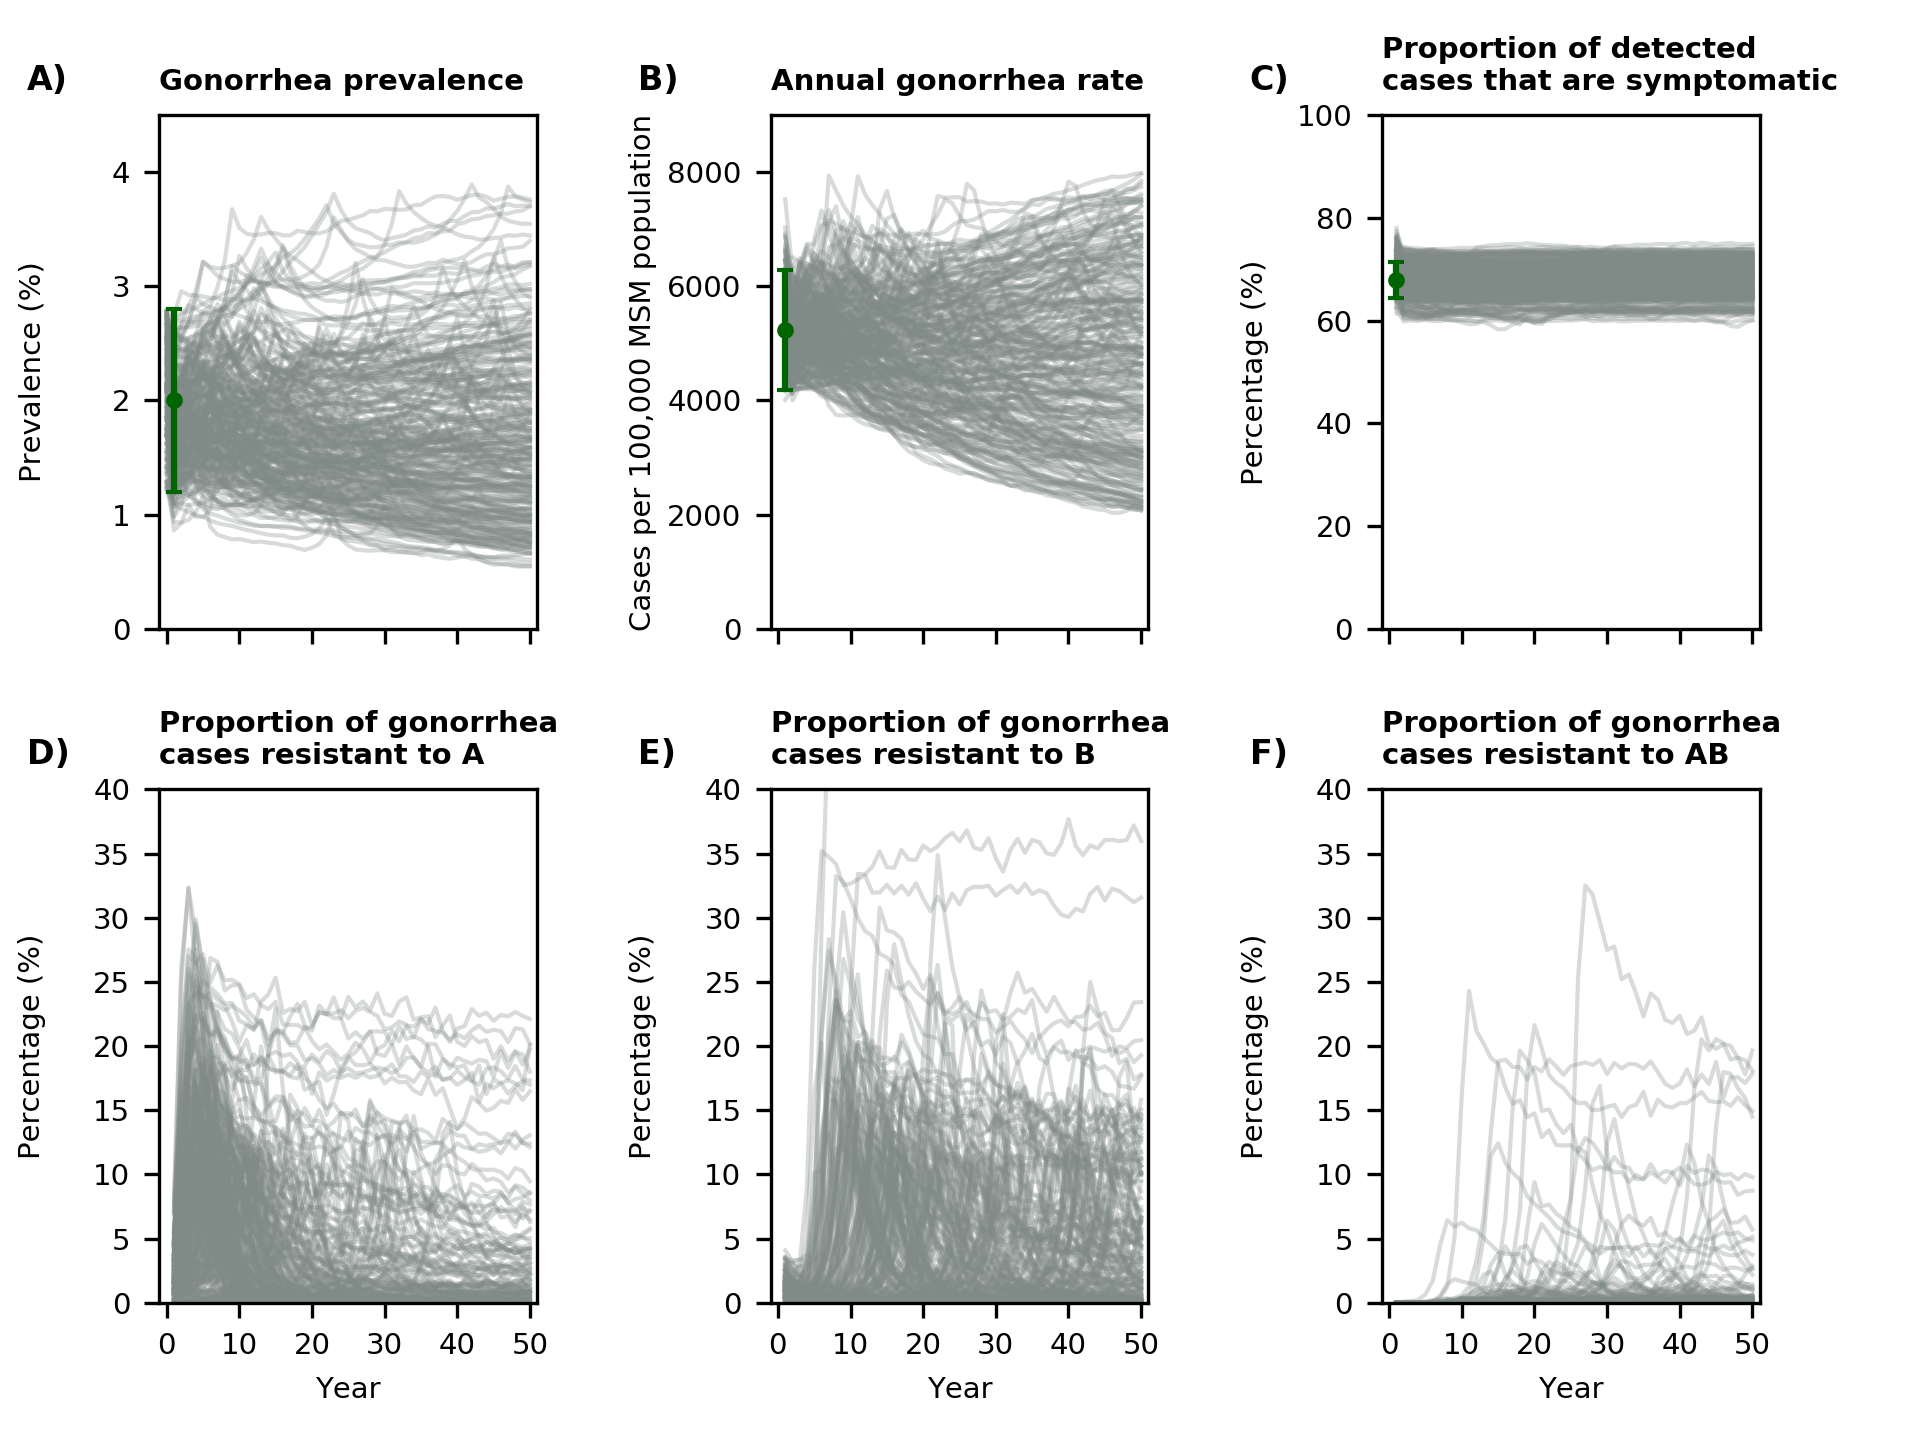 A) Gonorrhea prevalence
Prevalence (%)
4
3
2
1
0
B) Annual gonorrhea rate
Cases per 100,000 MSM population
8000
6000
4000
2000
0
C) Proportion of detected
cases that are symptomatic
Percentage (%)
100
80
60
40
20
0
D) Proportion of gonorrhea
cases resistant to A
Percentage (%)
40
35
30
25
20
15
10
5
0
0 10 20 30 40 50
Year
E) Proportion of gonorrhea
cases resistant to B
Percentage (%)
40
35
30
25
20
15
10
5
0
0 10 20 30 40 50
Year
F) Proportion of gonorrhea
cases resistant to AB
Percentage (%)
40
35
30
25
20
15
10
5
0
0 10 20 30 40 50
Year